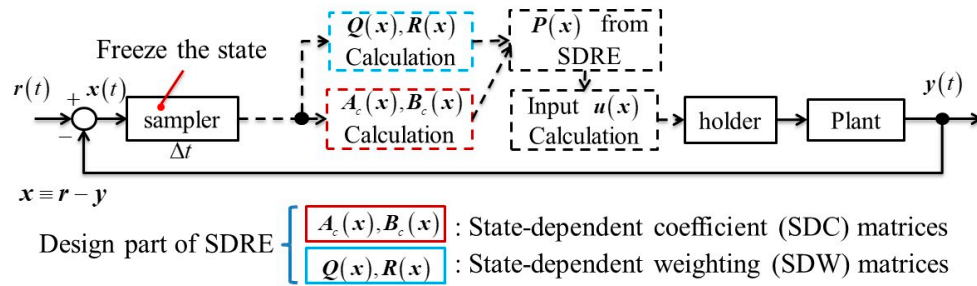 Freeze the state
r(t)
+
x(t)
−
sampler
Δt
Q(x), R(x)
Calculation
A_c(x), B_c(x)
Calculation
P(x) from
SDRE
Input u(x)
Calculation
holder
Plant
y(t)
x ≡ r − y
Design part of SDRE
A_c(x), B_c(x) : State-dependent coefficient (SDC) matrices
Q(x), R(x) : State-dependent weighting (SDW) matrices